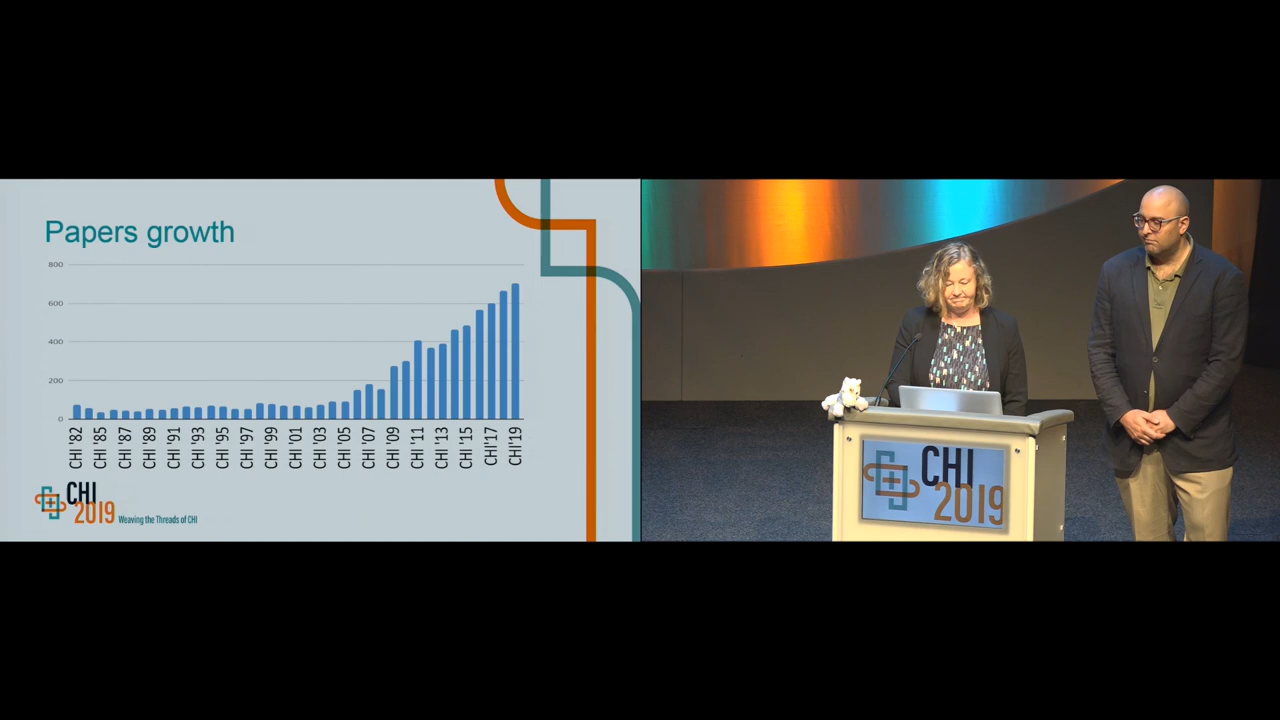 Papers growth
800
600
400
200
0
CHI '82
CHI '85
CHI '87
CHI '89
CHI '91
CHI '93
CHI '95
CHI '97
CHI '99
CHI '01
CHI '03
CHI '05
CHI '07
CHI '09
CHI '11
CHI '13
CHI '15
CHI'17
CHI'19
CHI
2019 Weaving the Threads of CHI
CHI
2019